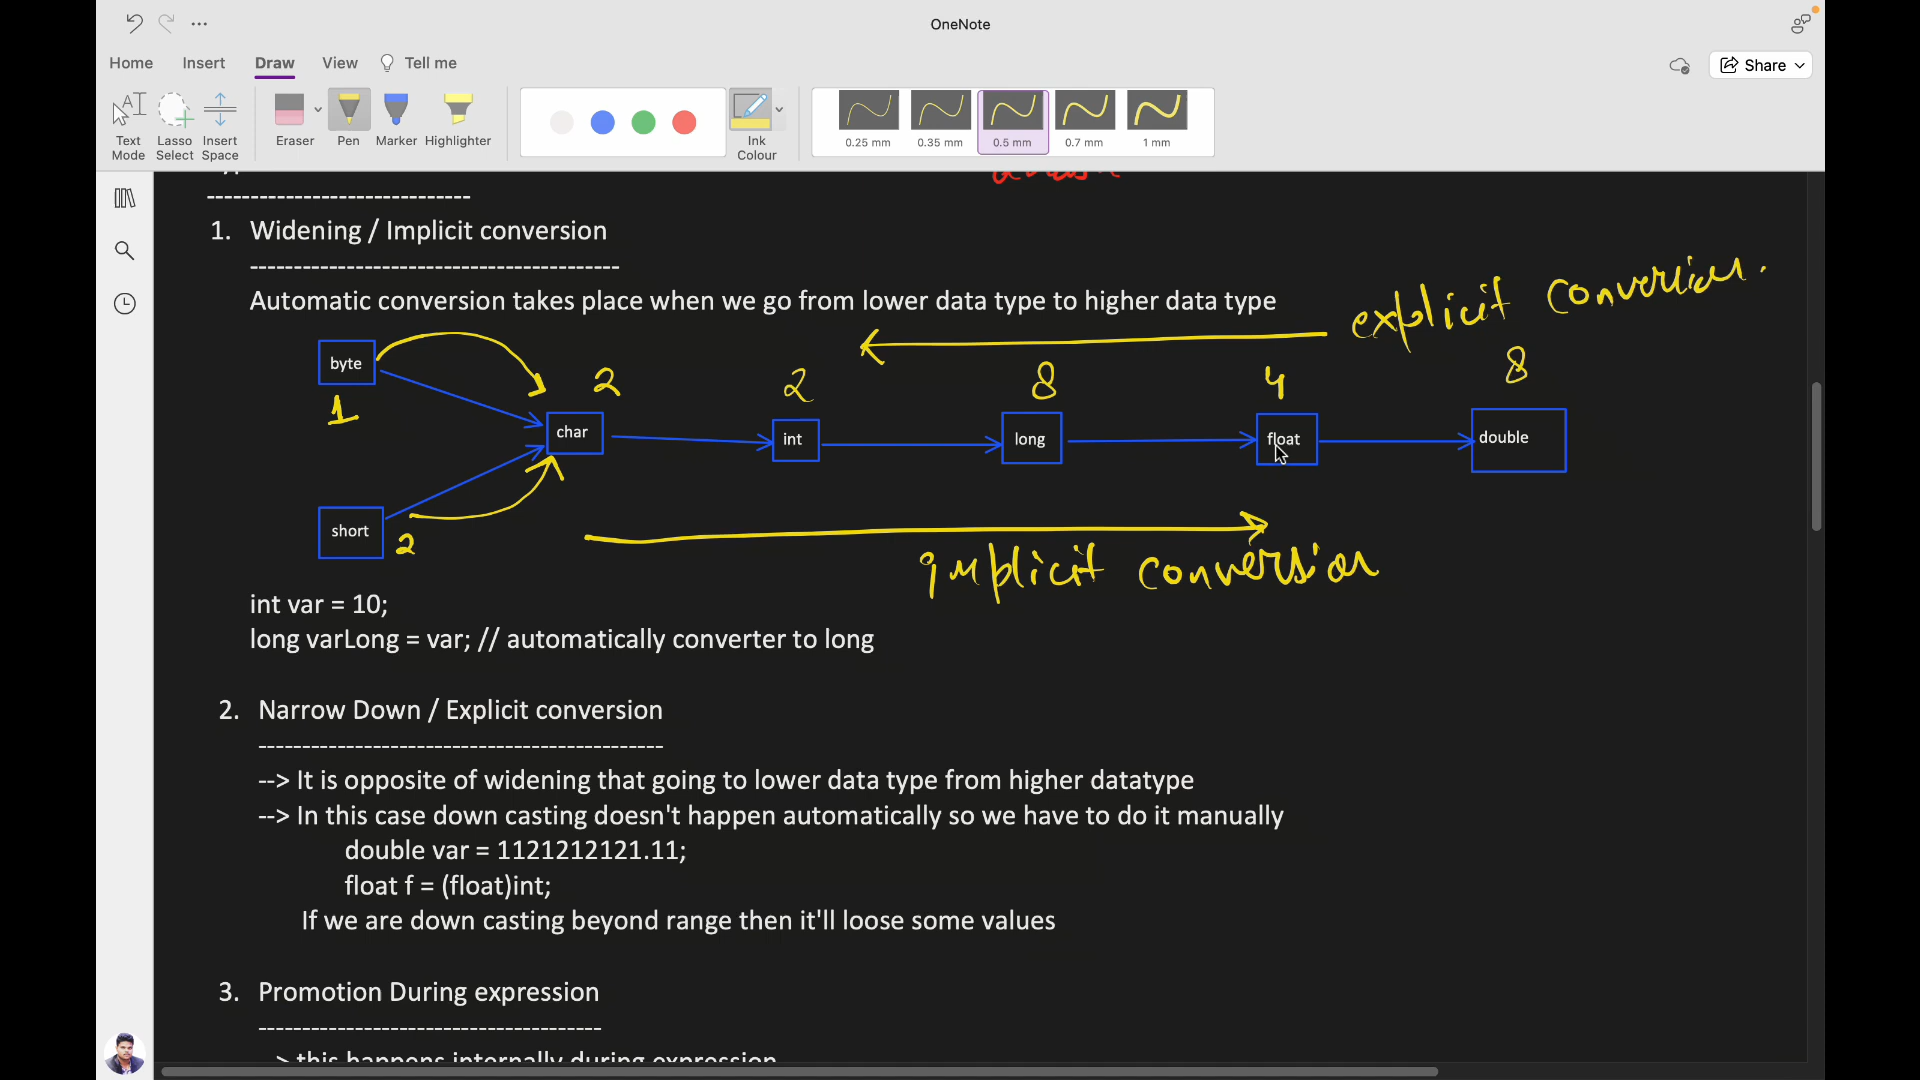 OneNote
Home Insert Draw View Tell me
Share
Text Mode
Lasso Select
Insert Space
Eraser
Pen
Marker
Highlighter
Ink Colour
0.25 mm
0.35 mm
0.5 mm
0.7 mm
1 mm
-----------------------------
1. Widening / Implicit conversion
-----------------------------------------
Automatic conversion takes place when we go from lower data type to higher data type
explicit conversion.
byte
1
2
2
8
4
8
char
int
long
float
double
short
2
implicit conversion
int var = 10;
long varLong = var; // automatically converter to long
2. Narrow Down / Explicit conversion
---------------------------------------------
--> It is opposite of widening that going to lower data type from higher datatype
--> In this case down casting doesn't happen automatically so we have to do it manually
double var = 1121212121.11;
float f = (float)int;
If we are down casting beyond range then it'll loose some values
3. Promotion During expression
--------------------------------------
> this happens internally during expression